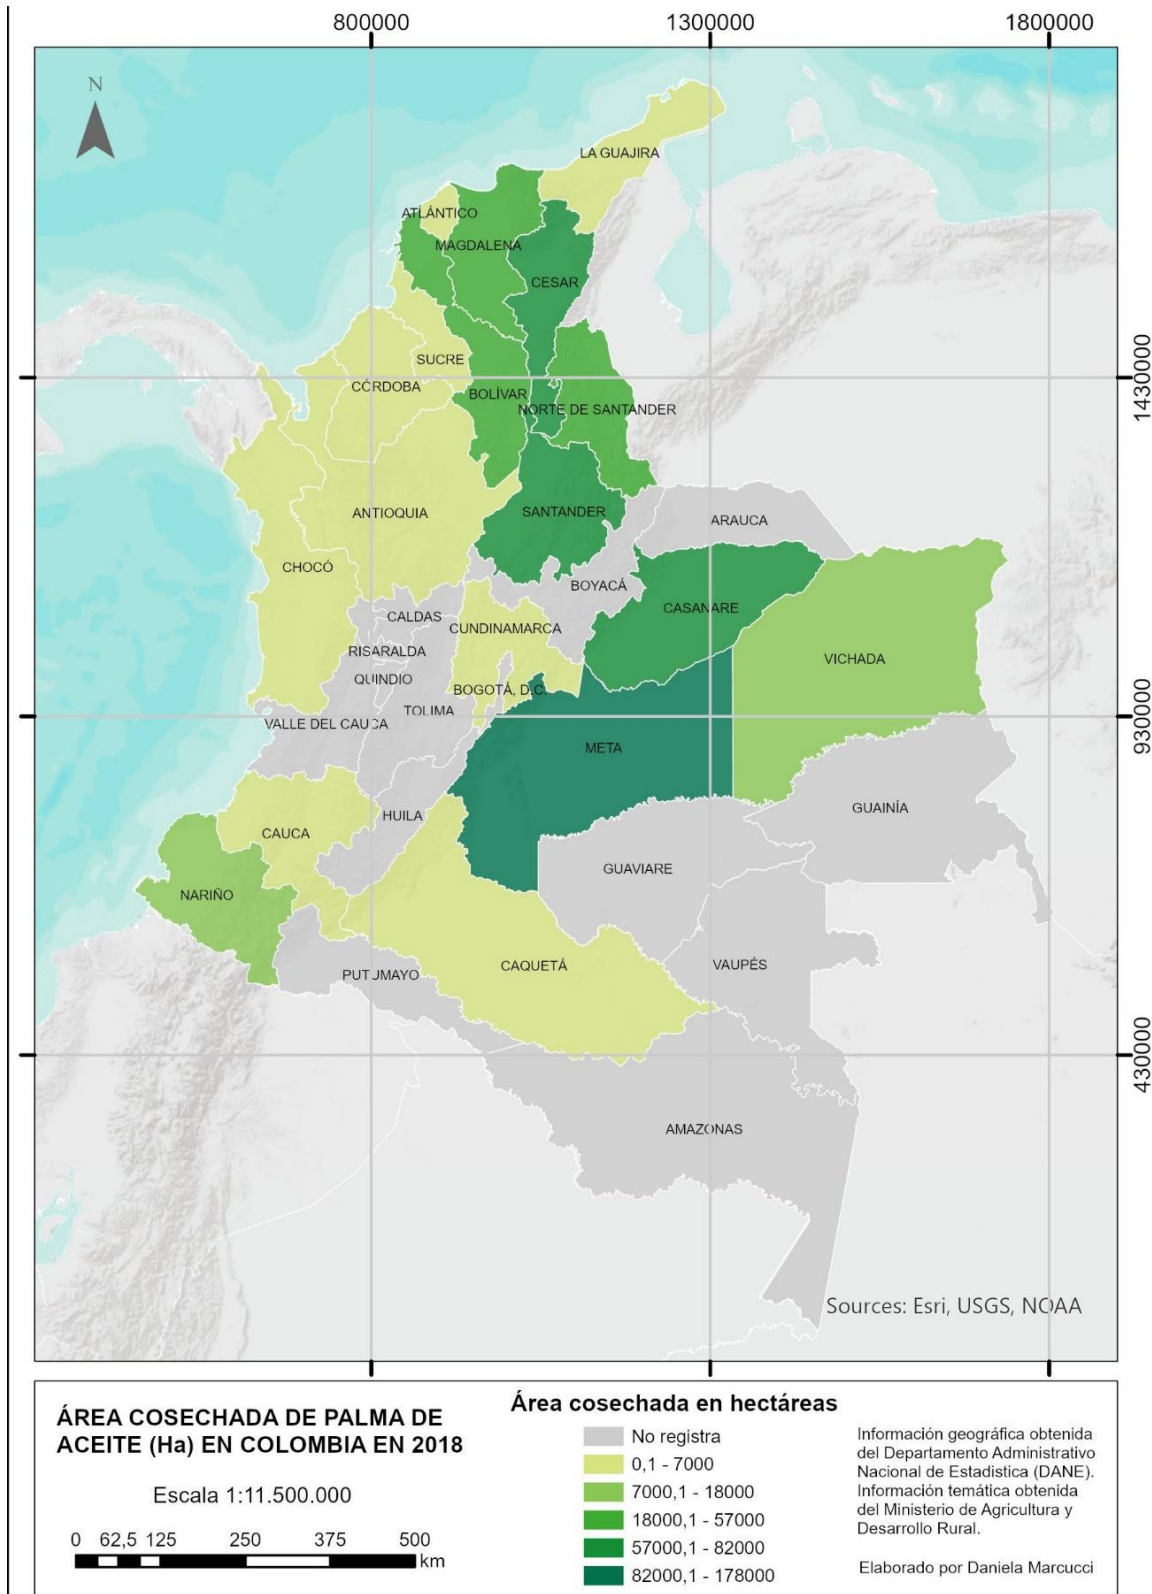 800000
1300000
1800000
N
LA GUAJIRA
ATLÁNTICO
MAGDALENA
CESAR
SUCRE
CÓRDOBA
BOLÍVAR
NORTE DE SANTANDER
1430000
ANTIOQUIA
SANTANDER
ARAUCA
CHOCÓ
BOYACÁ
CASANARE
CALDAS
CUNDINAMARCA
RISARALDA
VICHADA
QUINDIO
BOGOTÁ, D.C.
TOLIMA
VALLE DEL CAUCA
930000
META
GUAINÍA
HUILA
CAUCA
GUAVIARE
NARIÑO
CAQUETÁ
VAUPÉS
PUTUMAYO
430000
AMAZONAS
Sources: Esri, USGS, NOAA
ÁREA COSECHADA DE PALMA DE
ACEITE (Ha) EN COLOMBIA EN 2018
Escala 1:11.500.000
0 62,5 125 250 375 500
km
Área cosechada en hectáreas
No registra
0,1 - 7000
7000,1 - 18000
18000,1 - 57000
57000,1 - 82000
82000,1 - 178000
Información geográfica obtenida
del Departamento Administrativo
Nacional de Estadistica (DANE).
Información temática obtenida
del Ministerio de Agricultura y
Desarrollo Rural.
Elaborado por Daniela Marcucci